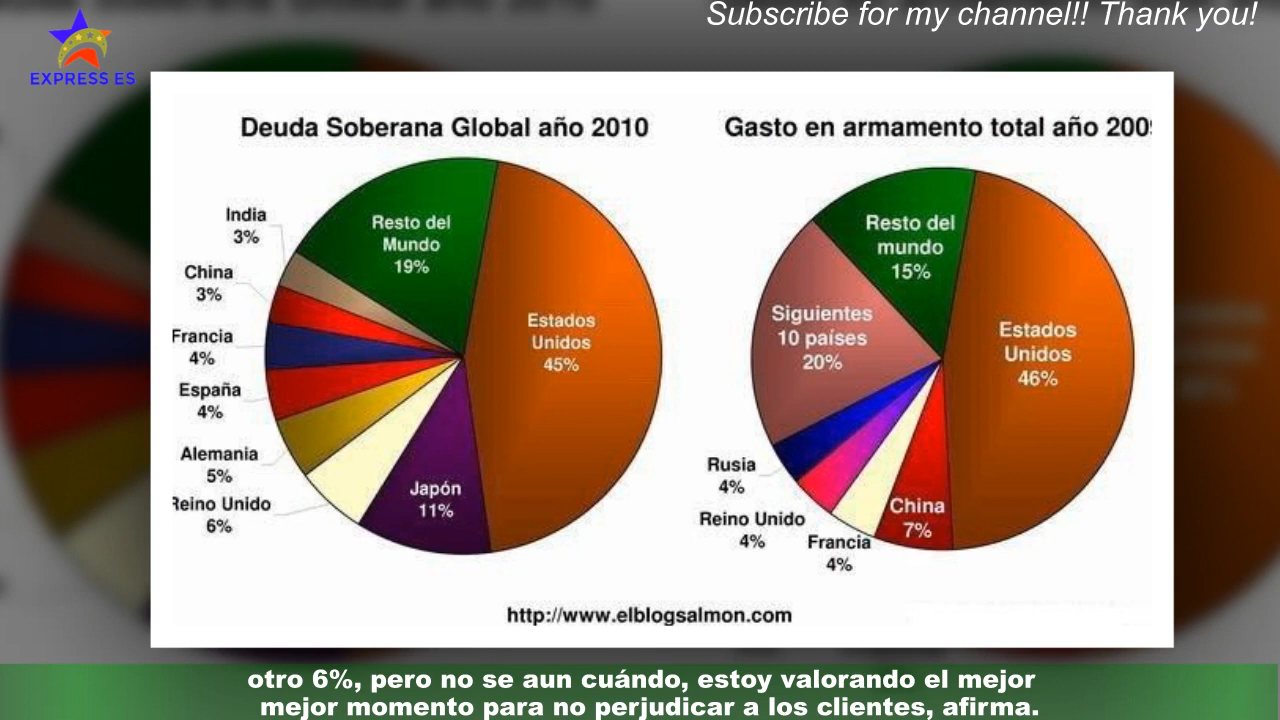 Subscribe for my channel!! Thank you!
EXPRESS ES
Deuda Soberana Global año 2010
India
3%
China
3%
Francia
4%
España
4%
Alemania
5%
Reino Unido
6%
Japón
11%
Resto del
Mundo
19%
Estados
Unidos
45%
Gasto en armamento total año 2009
Resto del
mundo
15%
Siguientes
10 países
20%
Rusia
4%
Reino Unido
4%
Francia
4%
China
7%
Estados
Unidos
46%
http://www.elblogsalmon.com
otro 6%, pero no se aun cuándo, estoy valorando el mejor
mejor momento para no perjudicar a los clientes, afirma.